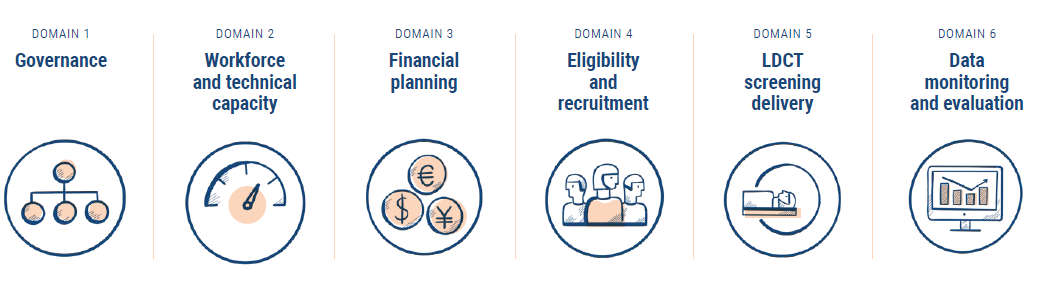 DOMAIN 1
Governance
DOMAIN 2
Workforce
and technical
capacity
DOMAIN 3
Financial
planning
€
$
¥
DOMAIN 4
Eligibility
and
recruitment
DOMAIN 5
LDCT
screening
delivery
DOMAIN 6
Data
monitoring
and evaluation